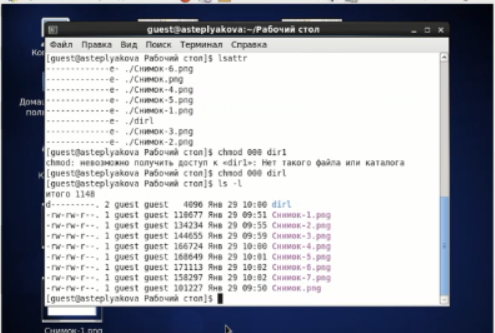 guest@asteplyakova:~/Рабочий стол
Файл Правка Вид Поиск Терминал Справка
[guest@asteplyakova Рабочий стол]$ lsattr
-------------e- ./Снимок-6.png
-------------e- ./Снимок.png
-------------e- ./Снимок-4.png
-------------e- ./Снимок-5.png
-------------e- ./Снимок-1.png
-------------e- ./dirl
-------------e- ./Снимок-3.png
-------------e- ./Снимок-2.png
[guest@asteplyakova Рабочий стол]$ chmod 000 dir1
chmod: невозможно получить доступ к «dir1»: Нет такого файла или каталога
[guest@asteplyakova Рабочий стол]$ chmod 000 dirl
[guest@asteplyakova Рабочий стол]$ ls -l
итого 1148
d---------. 2 guest guest 4096 Янв 29 10:00 dirl
-rw-rw-r--. 1 guest guest 110677 Янв 29 09:51 Снимок-1.png
-rw-rw-r--. 1 guest guest 134234 Янв 29 09:55 Снимок-2.png
-rw-rw-r--. 1 guest guest 144655 Янв 29 09:59 Снимок-3.png
-rw-rw-r--. 1 guest guest 166724 Янв 29 10:00 Снимок-4.png
-rw-rw-r--. 1 guest guest 168649 Янв 29 10:01 Снимок-5.png
-rw-rw-r--. 1 guest guest 171113 Янв 29 10:02 Снимок-6.png
-rw-rw-r--. 1 guest guest 158297 Янв 29 10:02 Снимок-7.png
-rw-rw-r--. 1 guest guest 101227 Янв 29 09:50 Снимок.png
[guest@asteplyakova Рабочий стол]$
Снимок-1.png